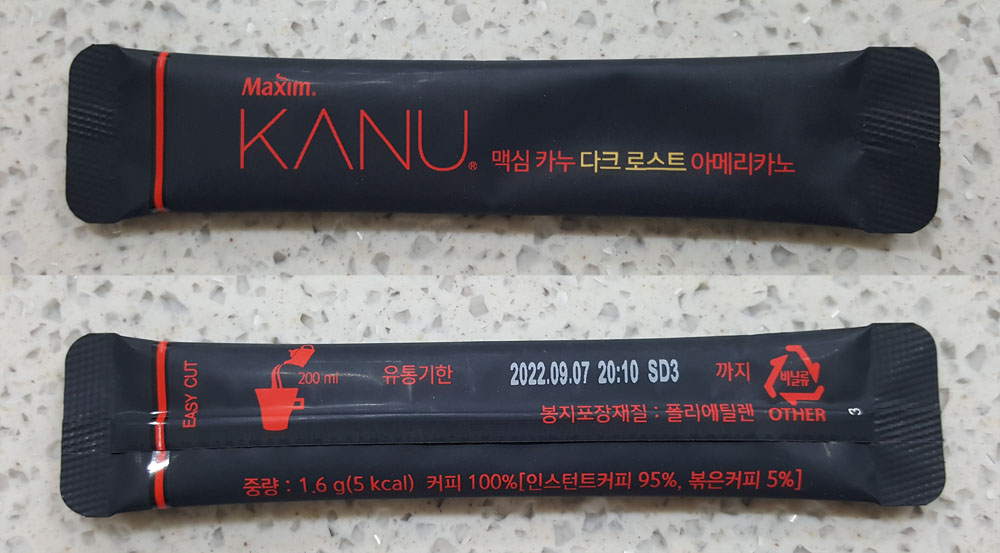 Maxim.
KANU® 맥심 카누 다크 로스트 아메리카노
EASY CUT
200 ml
유통기한 2022.09.07 20:10 SD3 까지
비닐류
봉지포장재질 : 폴리에틸렌 OTHER
3
중량 : 1.6 g(5 kcal) 커피 100%[인스턴트커피 95%, 볶은커피 5%]